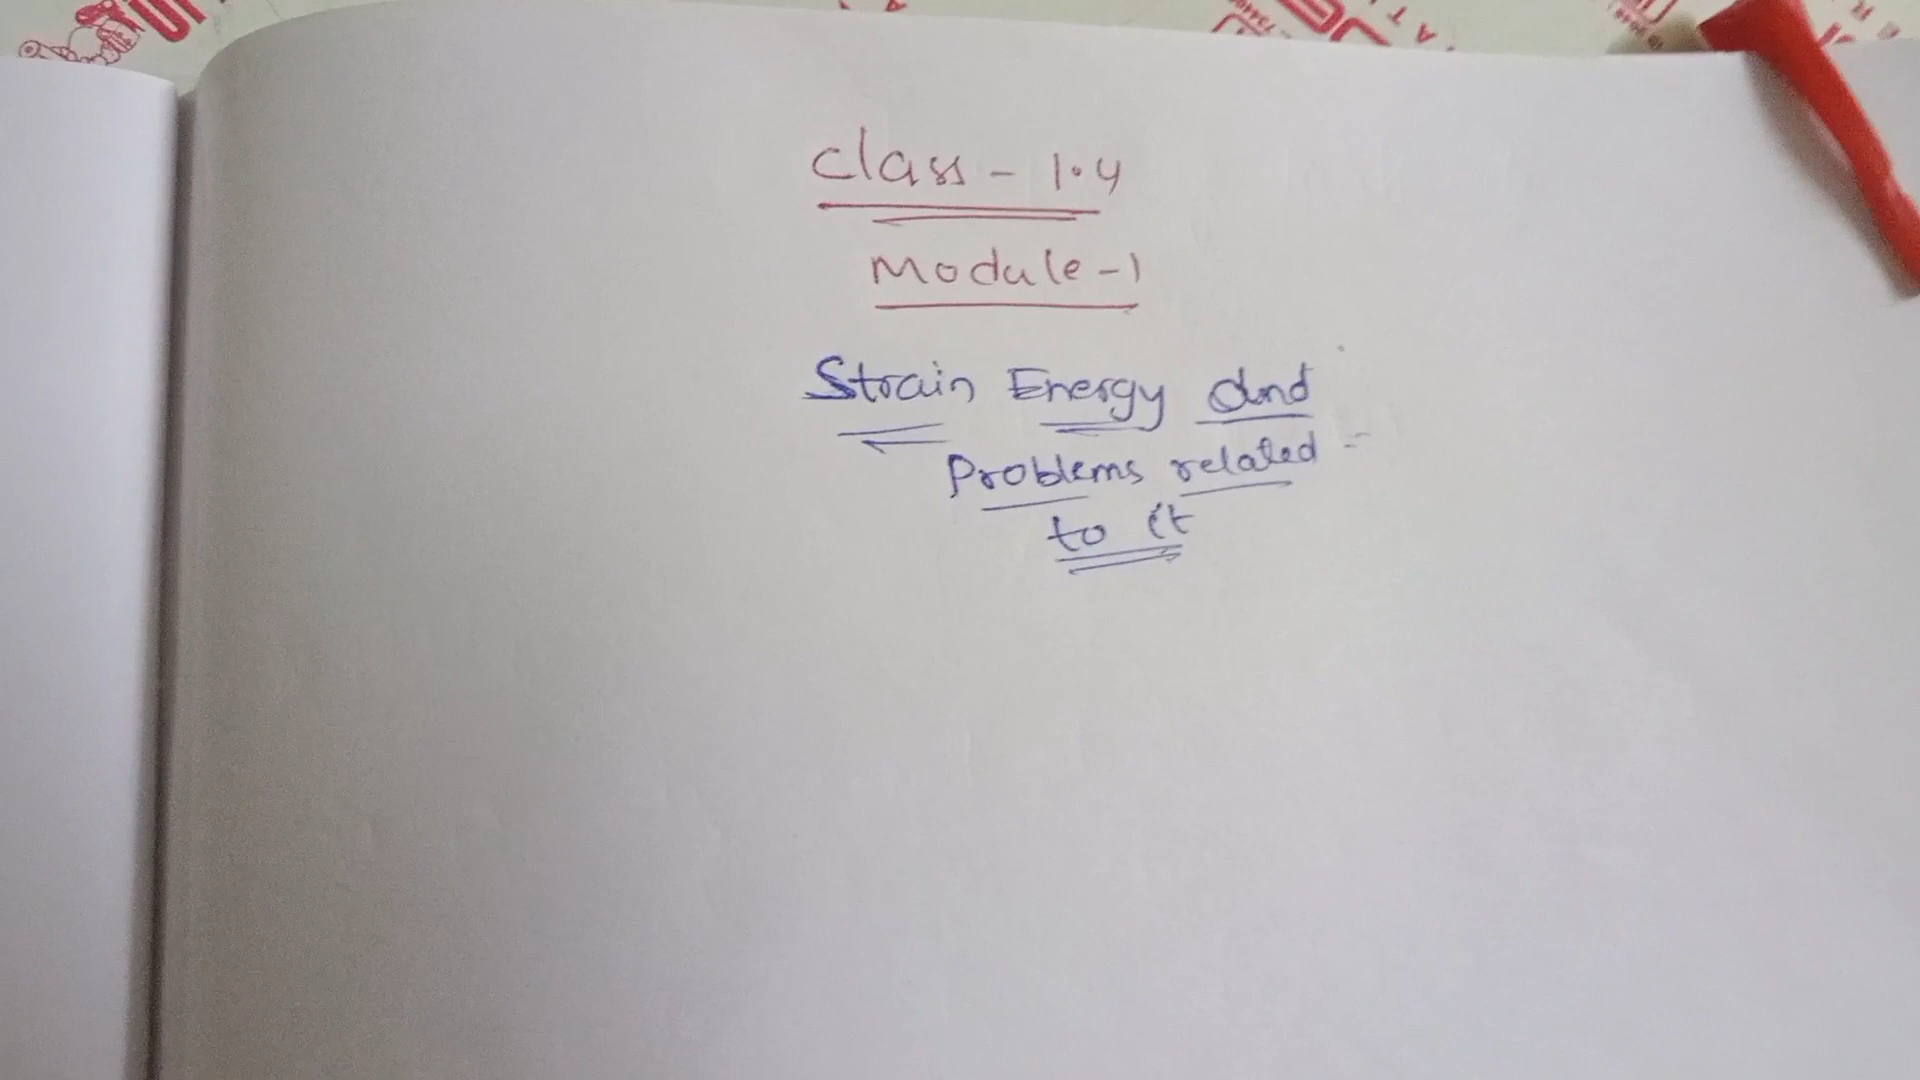 Class - 1.4
Module - 1
Strain Energy and
Problems related
to it